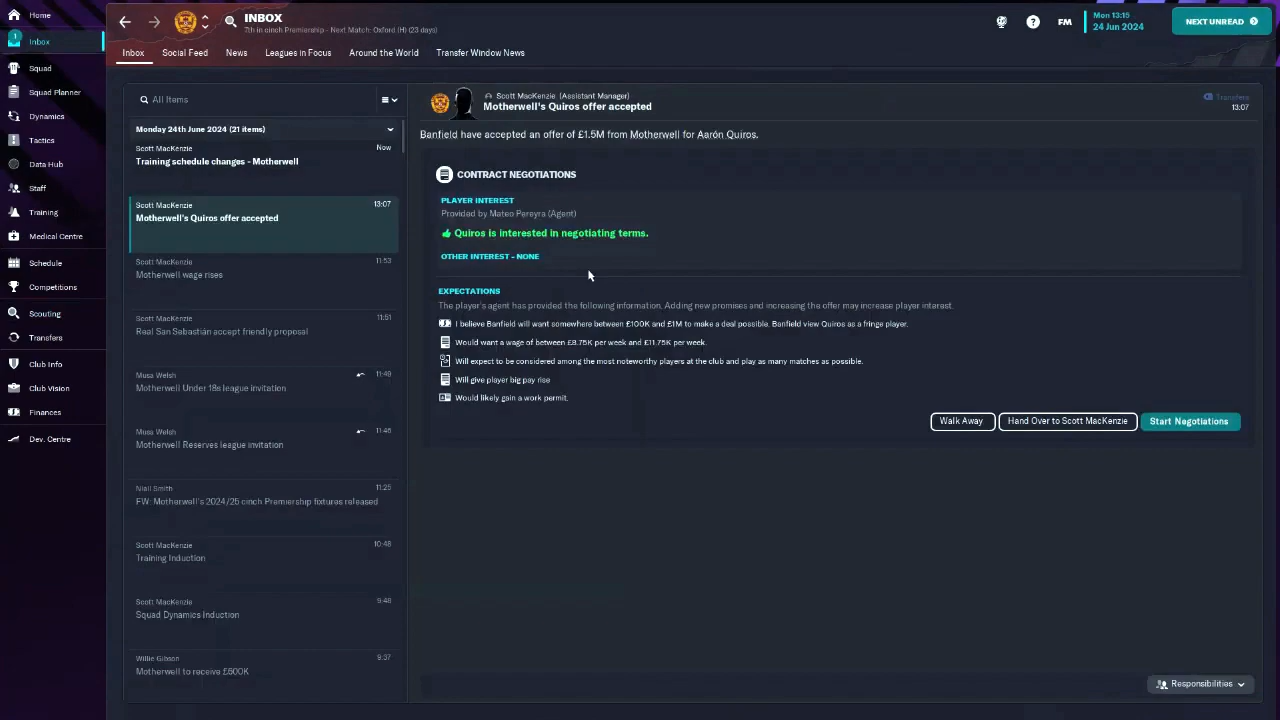 Home
Inbox
1
Squad
Squad Planner
Dynamics
Tactics
Data Hub
Staff
Training
Medical Centre
Schedule
Competitions
Scouting
Transfers
Club Info
Club Vision
Finances
Dev. Centre
INBOX
7th in cinch Premiership - Next Match: Oxford (H) (23 days)
FM
Mon 13:15
24 Jun 2024
NEXT UNREAD
Inbox
Social Feed
News
Leagues in Focus
Around the World
Transfer Window News
All Items
Monday 24th June 2024 (21 items)
Scott MacKenzie
Now
Training schedule changes - Motherwell
Scott MacKenzie
13:07
Motherwell's Quiros offer accepted
Scott MacKenzie
11:53
Motherwell wage rises
Scott MacKenzie
11:51
Real San Sebastián accept friendly proposal
Musa Welsh
11:49
Motherwell Under 18s league invitation
Musa Welsh
11:46
Motherwell Reserves league invitation
Niall Smith
11:25
FW: Motherwell's 2024/25 cinch Premiership fixtures released
Scott MacKenzie
10:48
Training Induction
Scott MacKenzie
9:48
Squad Dynamics Induction
Willie Gibson
9:37
Motherwell to receive £600K
Scott MacKenzie (Assistant Manager)
Motherwell's Quiros offer accepted
Transfers
13:07
Banfield have accepted an offer of £1.5M from Motherwell for Aarón Quiros.
CONTRACT NEGOTIATIONS
PLAYER INTEREST
Provided by Mateo Pereyra (Agent)
Quiros is interested in negotiating terms.
OTHER INTEREST - NONE
EXPECTATIONS
The player's agent has provided the following information. Adding new promises and increasing the offer may increase player interest.
I believe Banfield will want somewhere between £100K and £1M to make a deal possible. Banfield view Quiros as a fringe player.
Would want a wage of between £8.75K per week and £11.75K per week.
Will expect to be considered among the most noteworthy players at the club and play as many matches as possible.
Will give player big pay rise
Would likely gain a work permit.
Walk Away
Hand Over to Scott MacKenzie
Start Negotiations
Responsibilities